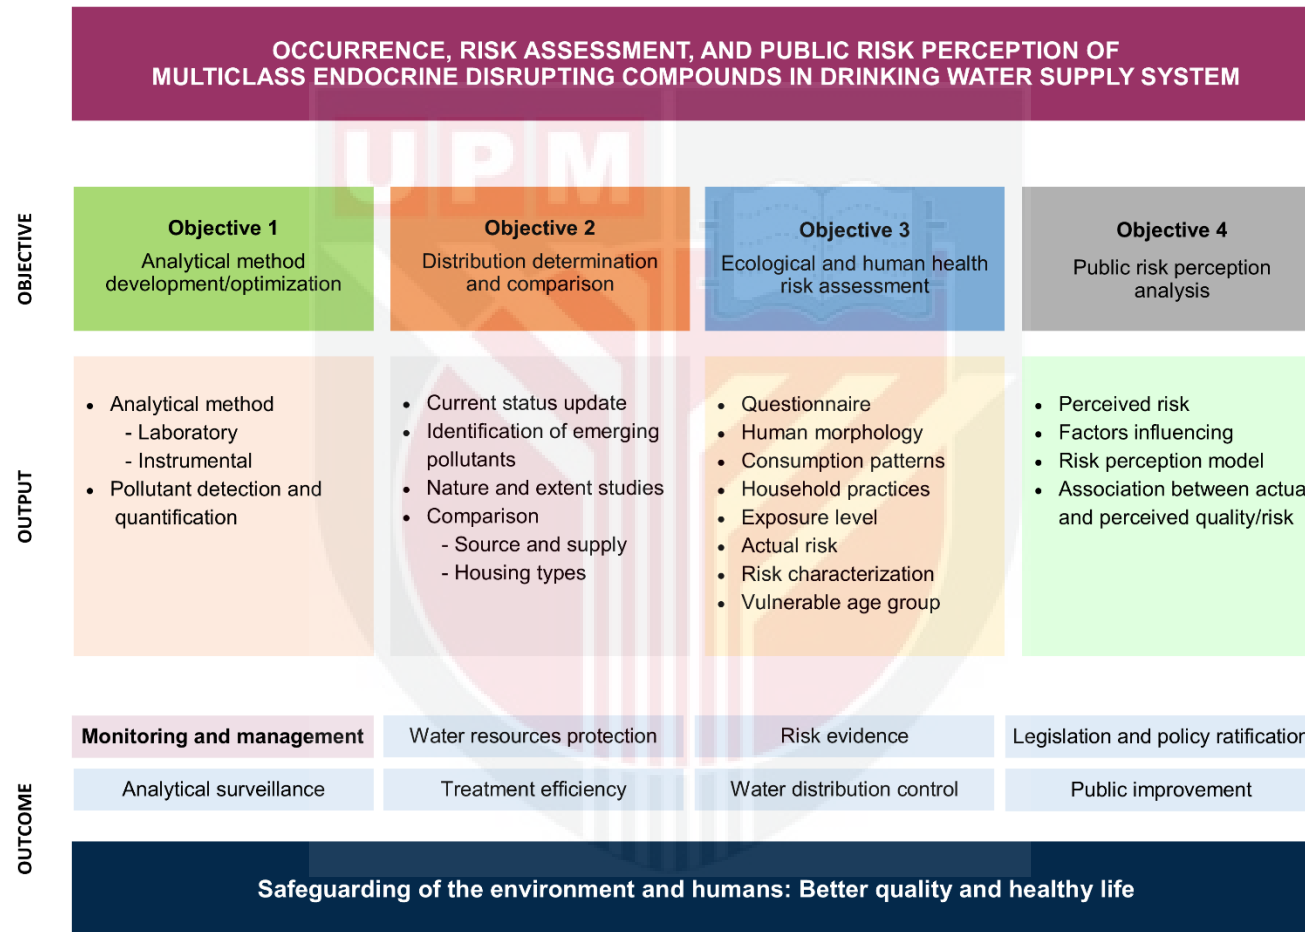 OCCURRENCE, RISK ASSESSMENT, AND PUBLIC RISK PERCEPTION OF
MULTICLASS ENDOCRINE DISRUPTING COMPOUNDS IN DRINKING WATER SUPPLY SYSTEM
UPM
OBJECTIVE
Objective 1
Analytical method
development/optimization
Objective 2
Distribution determination
and comparison
Objective 3
Ecological and human health
risk assessment
Objective 4
Public risk perception
analysis
OUTPUT
• Analytical method
- Laboratory
- Instrumental
• Pollutant detection and
quantification
• Current status update
• Identification of emerging
pollutants
• Nature and extent studies
• Comparison
- Source and supply
- Housing types
• Questionnaire
• Human morphology
• Consumption patterns
• Household practices
• Exposure level
• Actual risk
• Risk characterization
• Vulnerable age group
• Perceived risk
• Factors influencing
• Risk perception model
• Association between actua
and perceived quality/risk
OUTCOME
Monitoring and management
Water resources protection
Risk evidence
Legislation and policy ratification
Analytical surveillance
Treatment efficiency
Water distribution control
Public improvement
Safeguarding of the environment and humans: Better quality and healthy life